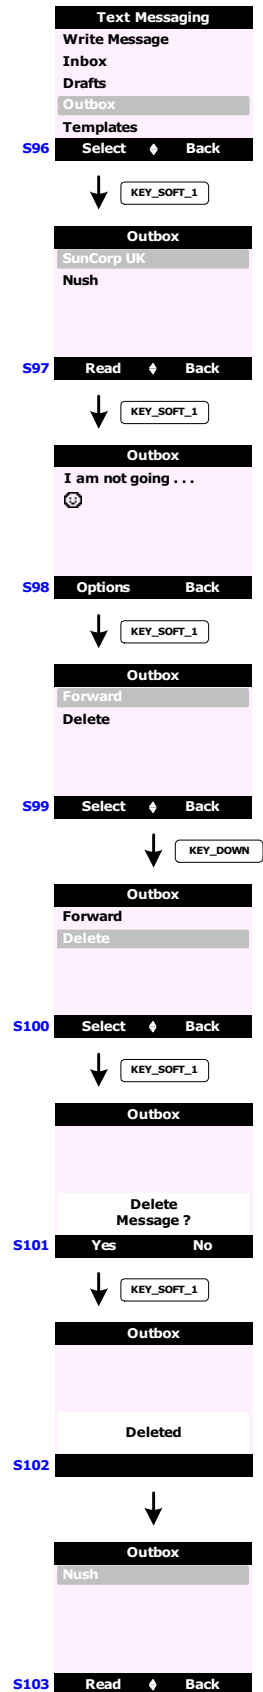 Text Messaging
Write Message
Inbox
Drafts
Outbox
Templates
S96 Select Back
KEY_SOFT_1
Outbox
SunCorp UK
Nush
S97 Read Back
KEY_SOFT_1
Outbox
I am not going . . .
S98 Options Back
KEY_SOFT_1
Outbox
Forward
Delete
S99 Select Back
KEY_DOWN
Outbox
Forward
Delete
S100 Select Back
KEY_SOFT_1
Outbox
Delete
Message ?
S101 Yes No
KEY_SOFT_1
Outbox
Deleted
S102
Outbox
Nush
S103 Read Back